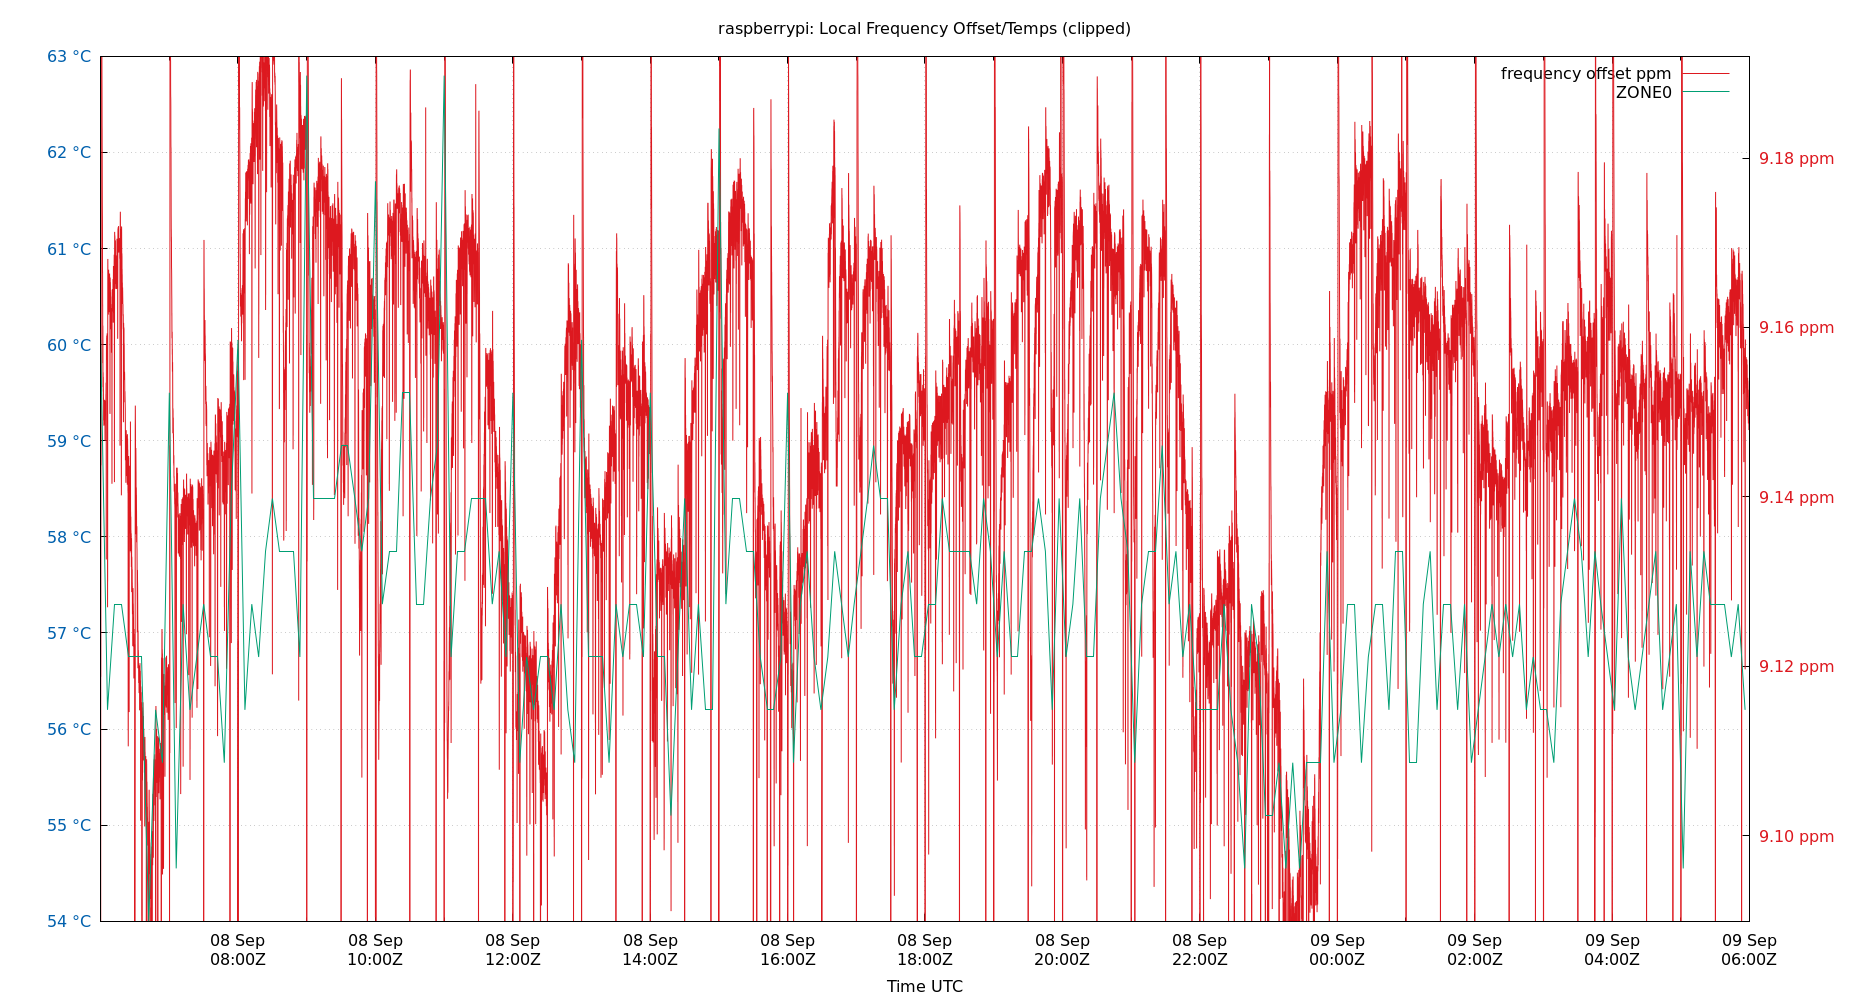 raspberrypi: Local Frequency Offset/Temps (clipped)
63 °C
62 °C
61 °C
60 °C
59 °C
58 °C
57 °C
56 °C
55 °C
54 °C
frequency offset ppm
ZONE0
9.18 ppm
9.16 ppm
9.14 ppm
9.12 ppm
9.10 ppm
08 Sep
08:00Z
08 Sep
10:00Z
08 Sep
12:00Z
08 Sep
14:00Z
08 Sep
16:00Z
08 Sep
18:00Z
08 Sep
20:00Z
08 Sep
22:00Z
09 Sep
00:00Z
09 Sep
02:00Z
09 Sep
04:00Z
09 Sep
06:00Z
Time UTC